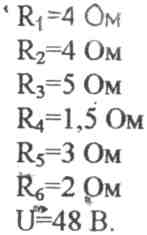 R₁=4 Ом
R₂=4 Ом
R₃=5 Ом
R₄=1,5 Ом
R₅=3 Ом
R₆=2 Ом
U=48 В.